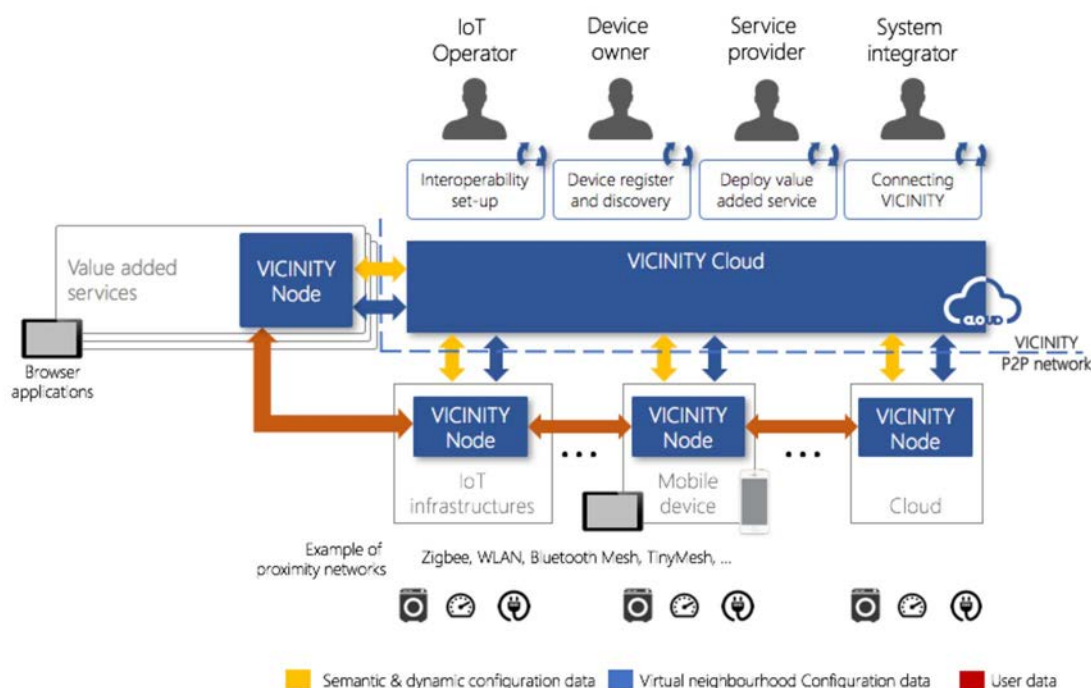 IoT
Operator
Device
owner
Service
provider
System
integrator
Interoperability
set-up
Device register
and discovery
Deploy value
added service
Connecting
VICINITY
Value added
services
VICINITY
Node
VICINITY Cloud
CLOUD
Browser
applications
VICINITY
P2P network
VICINITY
Node
IoT
infrastructures
...
VICINITY
Node
Mobile
device
...
VICINITY
Node
Cloud
Example of
proximity networks
Zigbee, WLAN, Bluetooth Mesh, TinyMesh, ...
Semantic & dynamic configuration data
Virtual neighbourhood Configuration data
User data